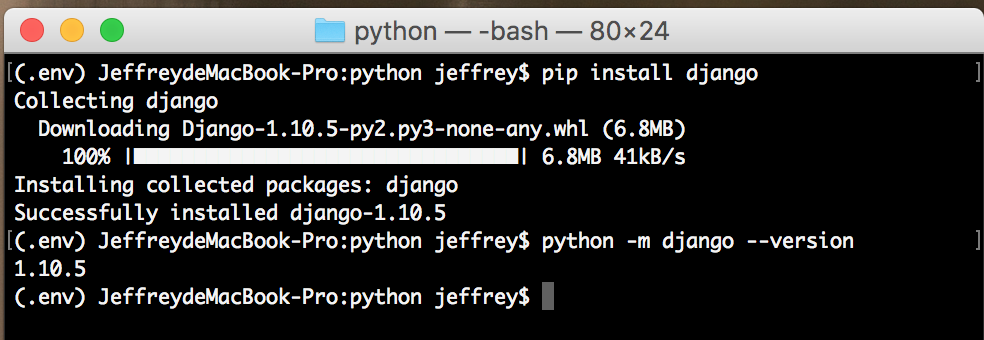 python — -bash — 80×24
(.env) JeffreydeMacBook-Pro:python jeffrey$ pip install django
Collecting django
  Downloading Django-1.10.5-py2.py3-none-any.whl (6.8MB)
    100% |████████████████████████████████| 6.8MB 41kB/s
Installing collected packages: django
Successfully installed django-1.10.5
(.env) JeffreydeMacBook-Pro:python jeffrey$ python -m django --version
1.10.5
(.env) JeffreydeMacBook-Pro:python jeffrey$